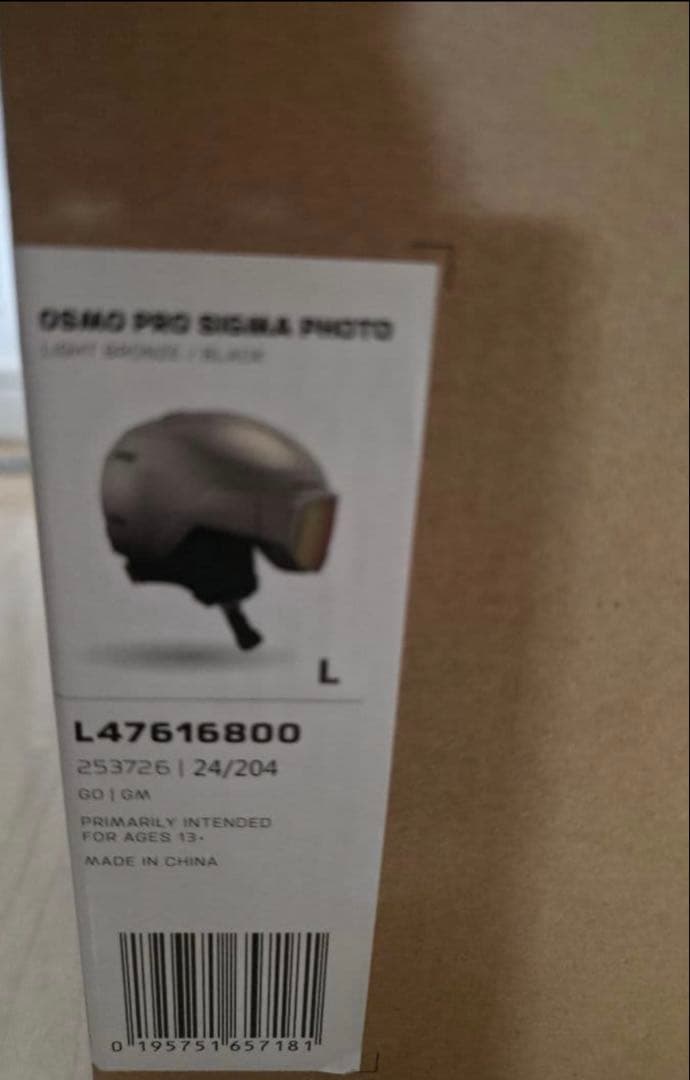 OSMO PRO SIGMA PHOTO
LIGHT BRONZE / BLACK
L
L47616800
253726 | 24/204
GO | GM
PRIMARILY INTENDED
FOR AGES 13+
MADE IN CHINA
0 195751 657181